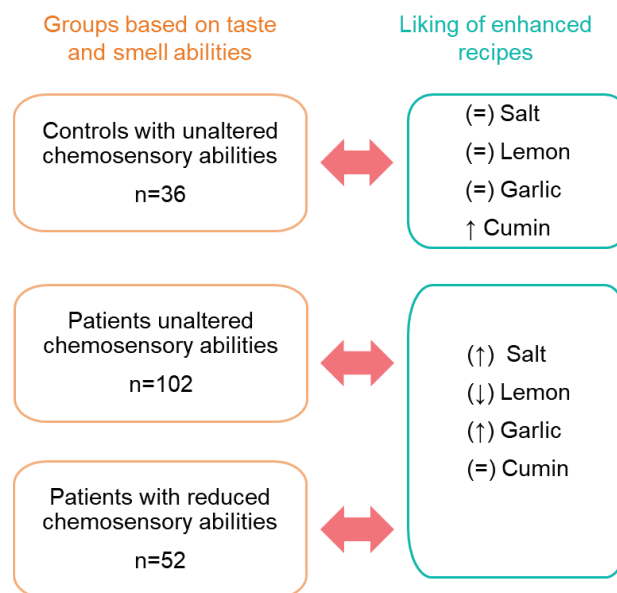 Groups based on taste
and smell abilities
Liking of enhanced
recipes
Controls with unaltered
chemosensory abilities
n=36
(=) Salt
(=) Lemon
(=) Garlic
↑ Cumin
Patients unaltered
chemosensory abilities
n=102
(↑) Salt
(↓) Lemon
(↑) Garlic
(=) Cumin
Patients with reduced
chemosensory abilities
n=52